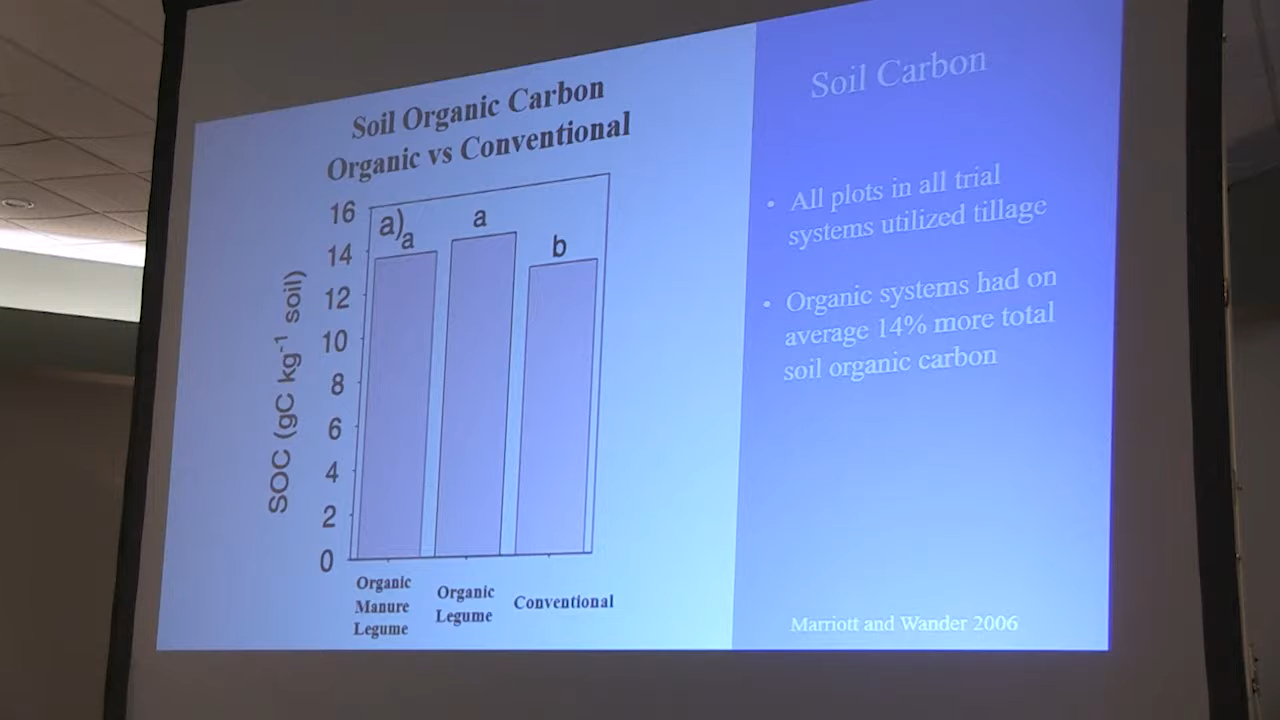 Soil Organic Carbon
Organic vs Conventional
16
14
12
10
8
6
4
2
0
SOC (gC kg-1 soil)
a)
a
a
b
Organic
Manure
Legume
Organic
Legume
Conventional
Soil Carbon
• All plots in all trial
systems utilized tillage
• Organic systems had on
average 14% more total
soil organic carbon
Marriott and Wander 2006